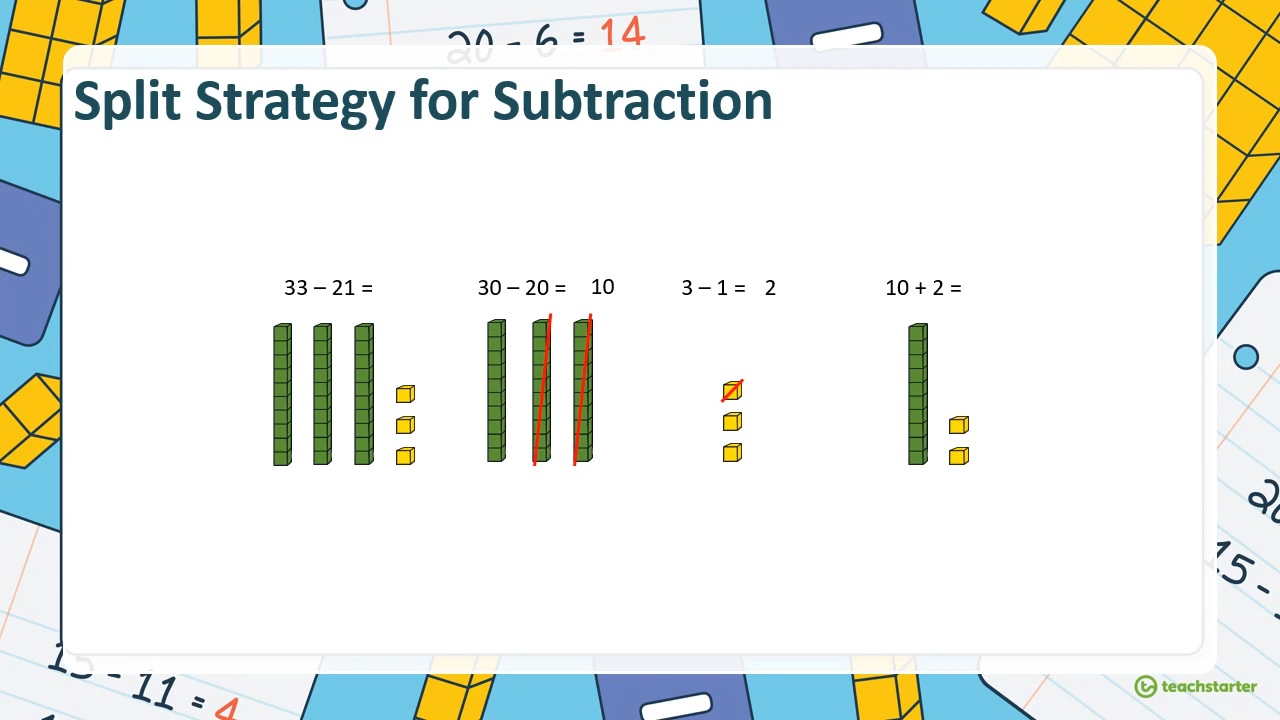 20 - 6 = 14
Split Strategy for Subtraction
33 – 21 =
30 – 20 = 10
3 – 1 = 2
10 + 2 =
15 -
15 - 11 = 4
teachstarter